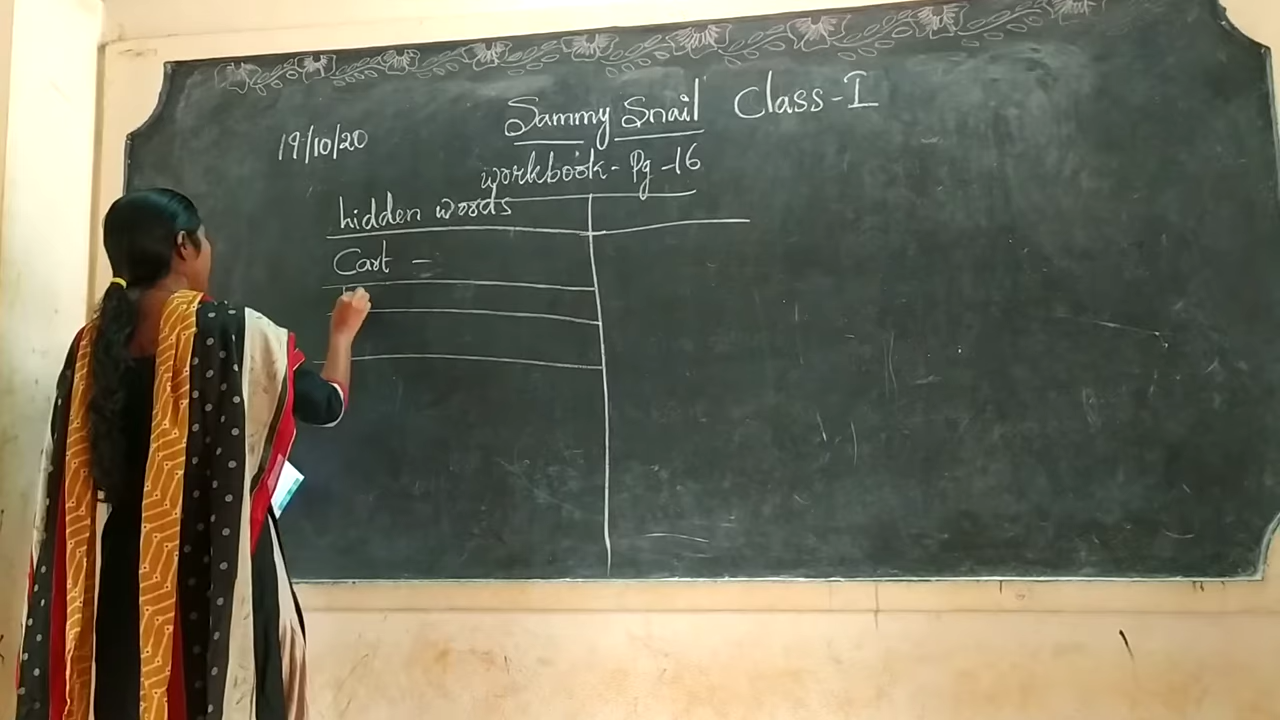 Sammy Snail Class-I
19/10/20
workbook - Pg -16
hidden words
Cart -